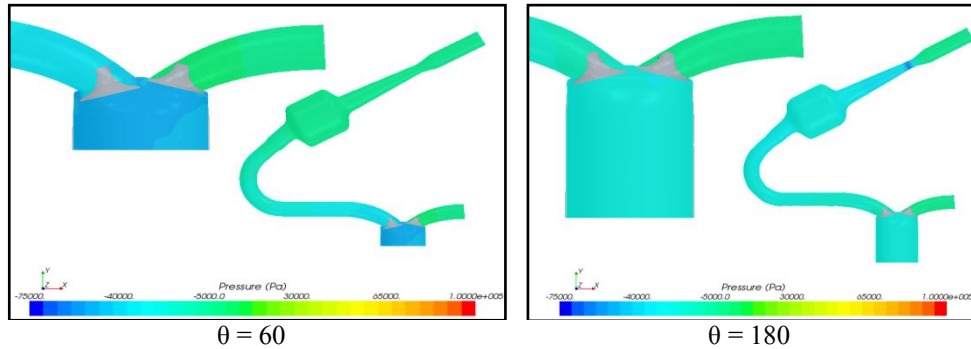 Y
Z X
Pressure (Pa)
-75000. -40000. -5000.0 30000. 65000. 1.0000e+005
θ = 60
Y
Z X
Pressure (Pa)
-75000. -40000. -5000.0 30000. 65000. 1.0000e+005
θ = 180